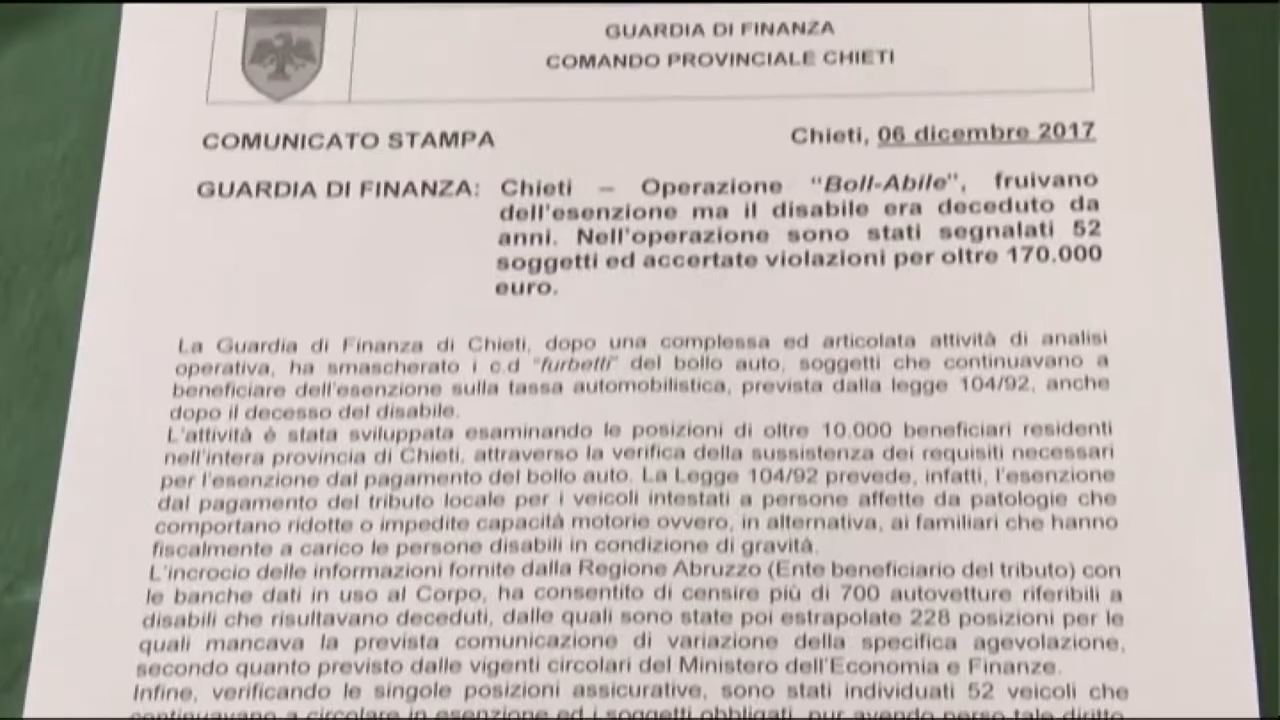 GUARDIA DI FINANZA
COMANDO PROVINCIALE CHIETI
COMUNICATO STAMPA Chieti, 06 dicembre 2017
GUARDIA DI FINANZA: Chieti – Operazione "Boll-Abile", fruivano
dell'esenzione ma il disabile era deceduto da
anni. Nell'operazione sono stati segnalati 52
soggetti ed accertate violazioni per oltre 170.000
euro.
La Guardia di Finanza di Chieti, dopo una complessa ed articolata attività di analisi
operativa, ha smascherato i c.d "furbetti" del bollo auto, soggetti che continuavano a
beneficiare dell'esenzione sulla tassa automobilistica, prevista dalla legge 104/92, anche
dopo il decesso del disabile.
L'attività è stata sviluppata esaminando le posizioni di oltre 10.000 beneficiari residenti
nell'intera provincia di Chieti, attraverso la verifica della sussistenza dei requisiti necessari
per l'esenzione dal pagamento del bollo auto. La Legge 104/92 prevede, infatti, l'esenzione
dal pagamento del tributo locale per i veicoli intestati a persone affette da patologie che
comportano ridotte o impedite capacità motorie ovvero, in alternativa, ai familiari che hanno
fiscalmente a carico le persone disabili in condizione di gravità.
L'incrocio delle informazioni fornite dalla Regione Abruzzo (Ente beneficiario del tributo) con
le banche dati in uso al Corpo, ha consentito di censire più di 700 autovetture riferibili a
disabili che risultavano deceduti, dalle quali sono state poi estrapolate 228 posizioni per le
quali mancava la prevista comunicazione di variazione della specifica agevolazione,
secondo quanto previsto dalle vigenti circolari del Ministero dell'Economia e Finanze.
Infine, verificando le singole posizioni assicurative, sono stati individuati 52 veicoli che
continuavano a circolare in esenzione ed i soggetti obbligati, pur avendo perso tale diritto